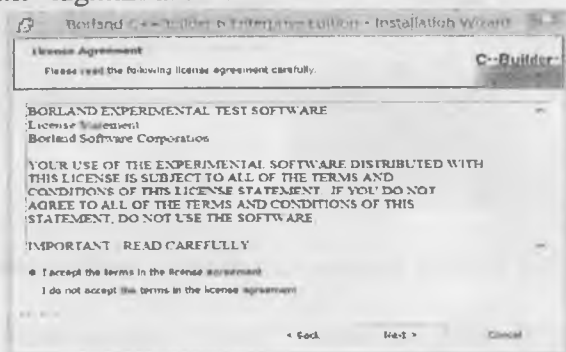 Borland C++Builder 6 Enterprise Edition - Installation Wizard
License Agreement
Please read the following license agreement carefully.
C++Builder
BORLAND EXPERIMENTAL TEST SOFTWARE
License Statement
Borland Software Corporation
YOUR USE OF THE EXPERIMENTAL SOFTWARE DISTRIBUTED WITH
THIS LICENSE IS SUBJECT TO ALL OF THE TERMS AND
CONDITIONS OF THIS LICENSE STATEMENT. IF YOU DO NOT
AGREE TO ALL OF THE TERMS AND CONDITIONS OF THIS
STATEMENT, DO NOT USE THE SOFTWARE.
IMPORTANT - READ CAREFULLY
I accept the terms in the license agreement
I do not accept the terms in the license agreement
< Back Next > Cancel